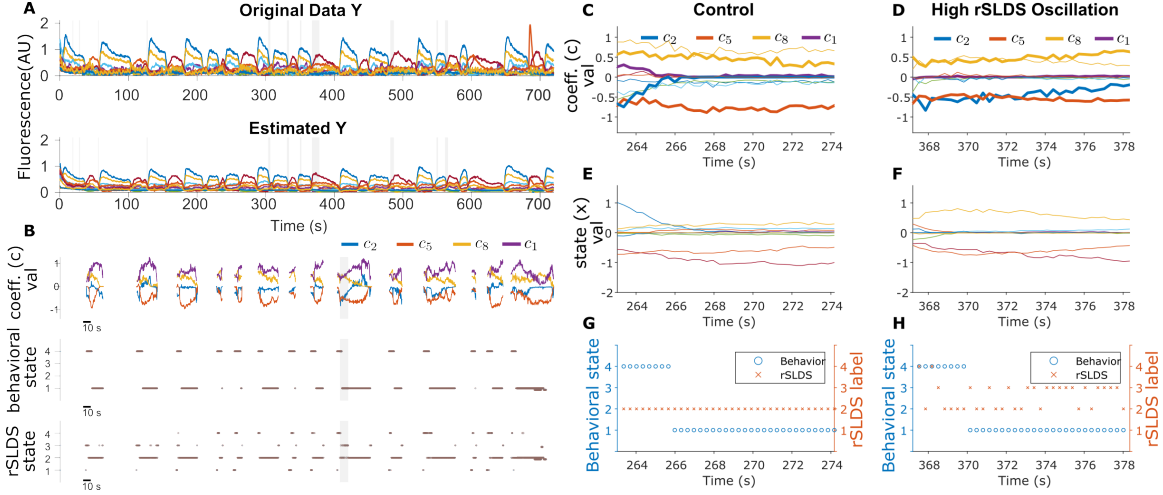 A
Original Data Y
Fluorescence(AU)
2
1
0
0 100 200 300 400 500 600 700
Estimated Y
2
1
0
0 100 200 300 400 500 600 700
Time (s)
B
c2 c5 c8 c1
coeff. (c) val
1
0
-1
10 s
behavioral state
4
3
2
1
10 s
rSLDS state
4
3
2
1
10 s
C
Control
c2 c5 c8 c1
coeff. (c) val
1
0.5
0
-0.5
-1
264 266 268 270 272 274
Time (s)
D
High rSLDS Oscillation
c2 c5 c8 c1
1
0.5
0
-0.5
-1
368 370 372 374 376 378
Time (s)
E
state (x) val
2
1
0
-1
-2
264 266 268 270 272 274
Time (s)
F
2
1
0
-1
-2
368 370 372 374 376 378
Time (s)
G
Behavioral state
4
3
2
1
Behavior
rSLDS
4
3
2
1
rSLDS label
264 266 268 270 272 274
Time (s)
H
Behavioral state
4
3
2
1
Behavior
rSLDS
4
3
2
1
rSLDS label
368 370 372 374 376 378
Time (s)